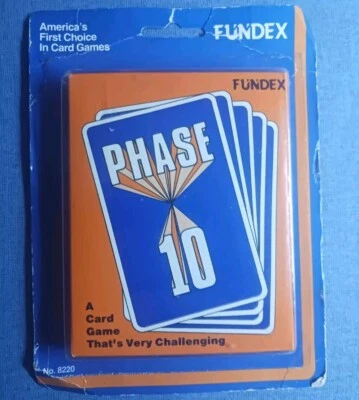 America's
First Choice
In Card Games
FUNDEX
FUNDEX
PHASE
10
A
Card
Game
That's Very Challenging
No. 8220